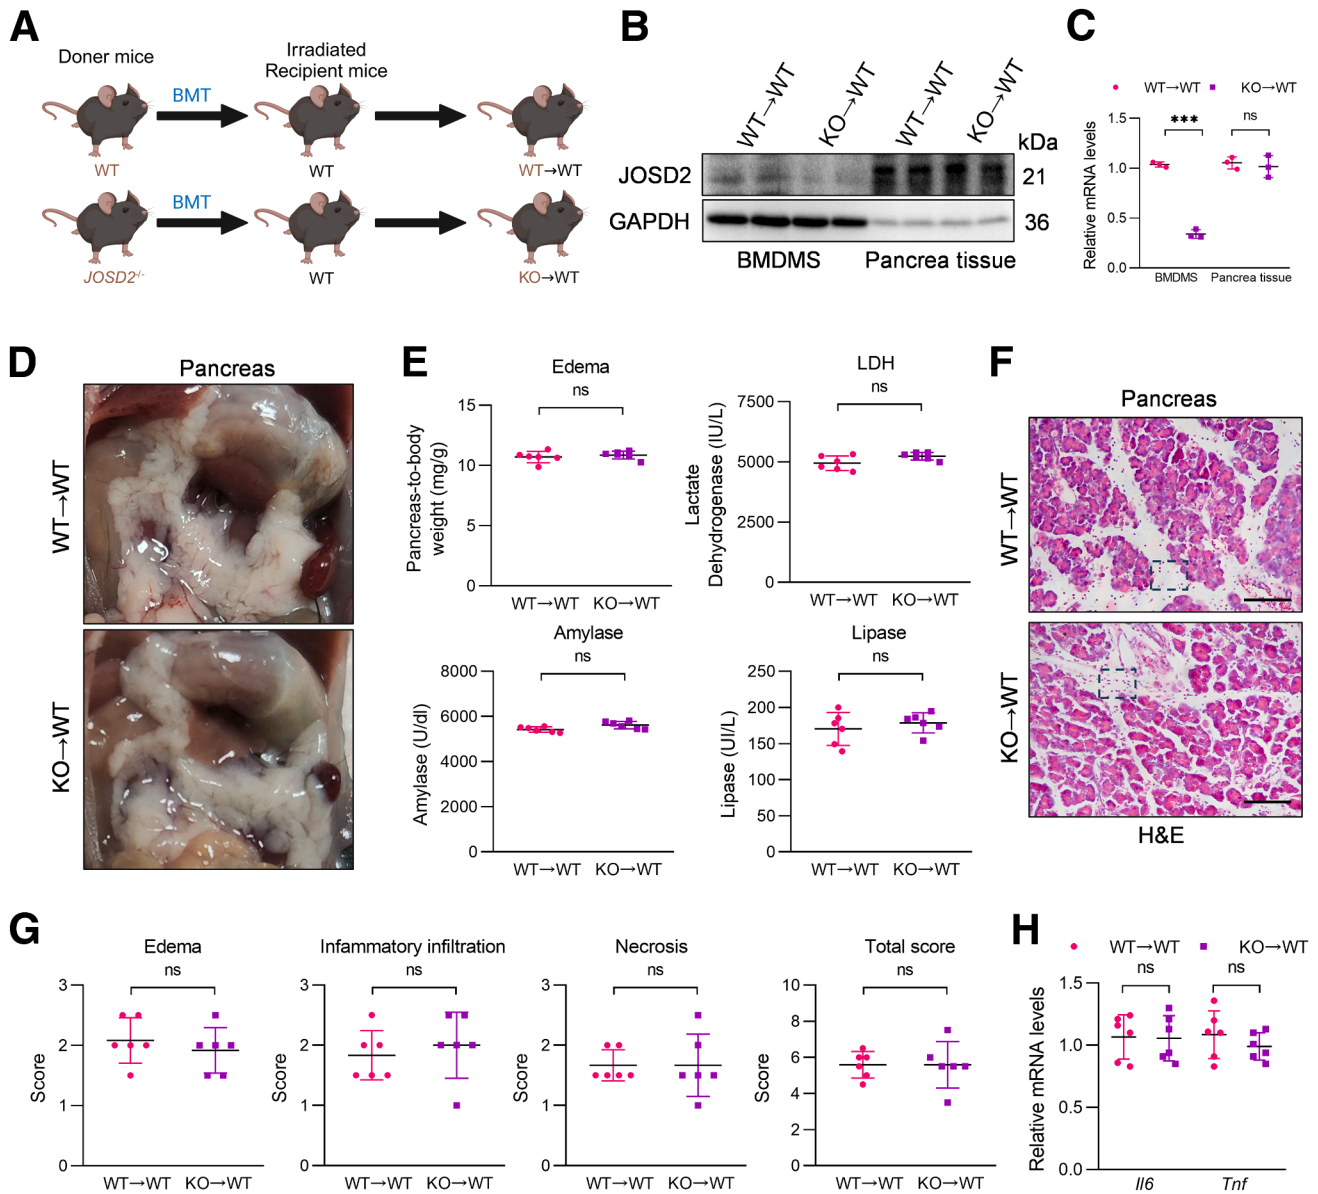 A
Doner mice
Irradiated
Recipient mice
BMT
WT
WT
WT→WT
BMT
JOSD2-/-
WT
KO→WT
B
WT→WT
KO→WT
WT→WT
KO→WT
kDa
JOSD2
21
GAPDH
36
BMDMS
Pancrea tissue
C
WT→WT
KO→WT
***
ns
Relative mRNA levels
1.5
1.0
0.5
0.0
BMDMS
Pancrea tissue
D
Pancreas
WT→WT
KO→WT
E
Edema
ns
Pancreas-to-body
weight (mg/g)
15
10
5
0
WT→WT
KO→WT
LDH
ns
Lactate
Dehydrogenase (IU/L)
7500
5000
2500
0
WT→WT
KO→WT
Amylase
ns
Amylase (U/dl)
8000
6000
4000
2000
0
WT→WT
KO→WT
Lipase
ns
Lipase (UI/L)
250
200
150
100
50
0
WT→WT
KO→WT
F
Pancreas
WT→WT
KO→WT
H&E
G
Edema
ns
Score
3
2
1
0
WT→WT
KO→WT
Infammatory infiltration
ns
Score
3
2
1
0
WT→WT
KO→WT
Necrosis
ns
Score
3
2
1
0
WT→WT
KO→WT
Total score
ns
Score
10
8
6
4
2
0
WT→WT
KO→WT
H
WT→WT
KO→WT
ns
ns
Relative mRNA levels
1.5
1.0
0.5
0.0
Il6
Tnf